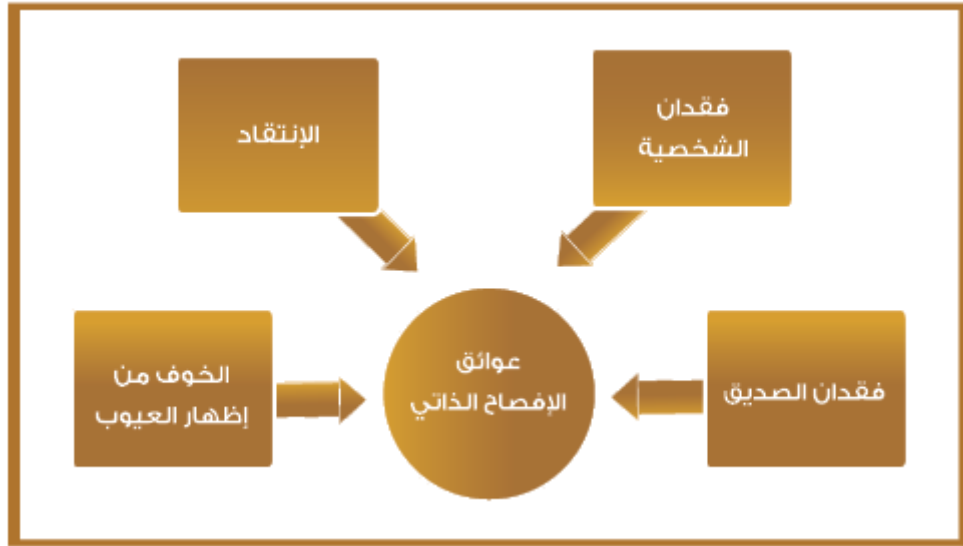 فقدان
الشخصية
الإنتقاد
عوائق
الإفصاح الذاتي
فقدان الصديق
الخوف من
إظهار العيوب